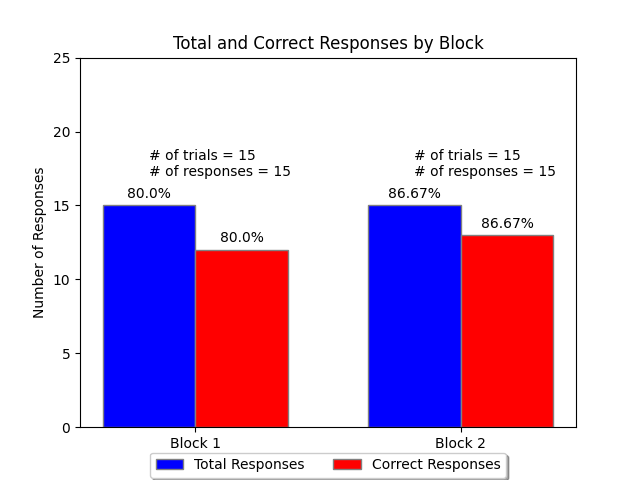 Total and Correct Responses by Block
25
20
15
10
5
0
Number of Responses
# of trials = 15
# of responses = 15
80.0%
80.0%
# of trials = 15
# of responses = 15
86.67%
86.67%
Block 1
Block 2
Total Responses
Correct Responses